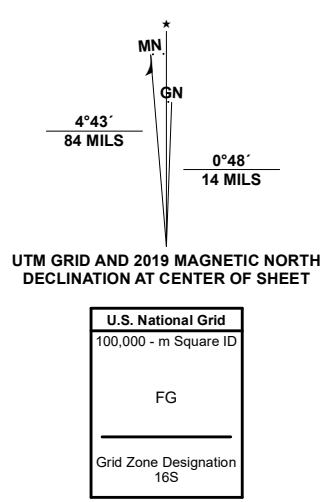 MN
GN
4°43´
84 MILS
0°48´
14 MILS
UTM GRID AND 2019 MAGNETIC NORTH
DECLINATION AT CENTER OF SHEET
U.S. National Grid
100,000 - m Square ID
FG
Grid Zone Designation
16S